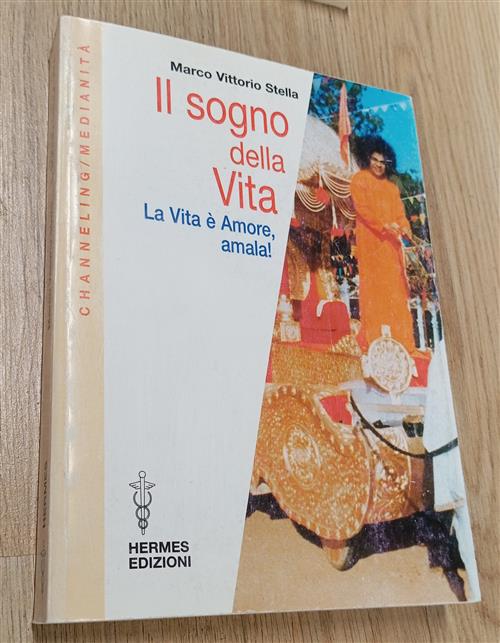 Marco Vittorio Stella
Il sogno
della
Vita
La Vita è Amore,
amala!
CHANNELING/MEDIANITÀ
HERMES
EDIZIONI